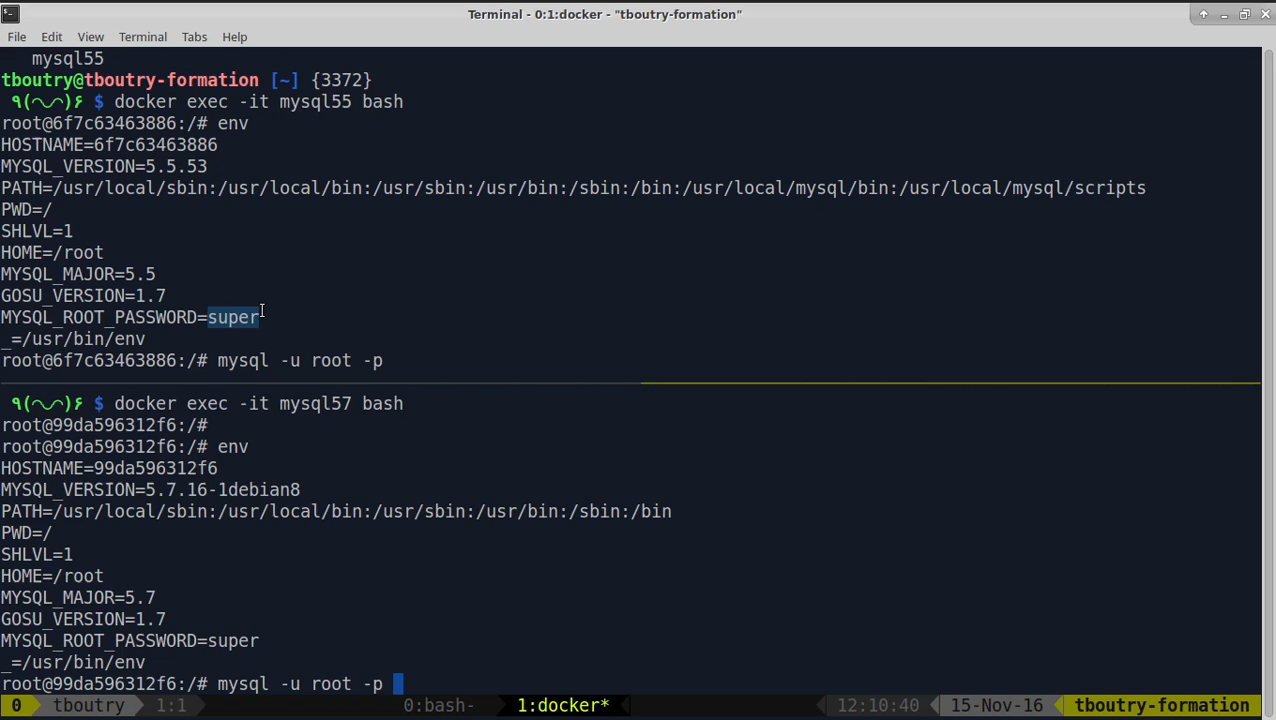 Terminal - 0:1:docker - "tboutry-formation"
File Edit View Terminal Tabs Help
mysql55
tboutry@tboutry-formation [~] {3372}
٩(◡◡)۶ $ docker exec -it mysql55 bash
root@6f7c63463886:/# env
HOSTNAME=6f7c63463886
MYSQL_VERSION=5.5.53
PATH=/usr/local/sbin:/usr/local/bin:/usr/sbin:/usr/bin:/sbin:/bin:/usr/local/mysql/bin:/usr/local/mysql/scripts
PWD=/
SHLVL=1
HOME=/root
MYSQL_MAJOR=5.5
GOSU_VERSION=1.7
MYSQL_ROOT_PASSWORD=super
_=/usr/bin/env
root@6f7c63463886:/# mysql -u root -p
٩(◡◡)۶ $ docker exec -it mysql57 bash
root@99da596312f6:/#
root@99da596312f6:/# env
HOSTNAME=99da596312f6
MYSQL_VERSION=5.7.16-1debian8
PATH=/usr/local/sbin:/usr/local/bin:/usr/sbin:/usr/bin:/sbin:/bin
PWD=/
SHLVL=1
HOME=/root
MYSQL_MAJOR=5.7
GOSU_VERSION=1.7
MYSQL_ROOT_PASSWORD=super
_=/usr/bin/env
root@99da596312f6:/# mysql -u root -p
0 tboutry 1:1 0:bash- 1:docker* 12:10:40 15-Nov-16 tboutry-formation